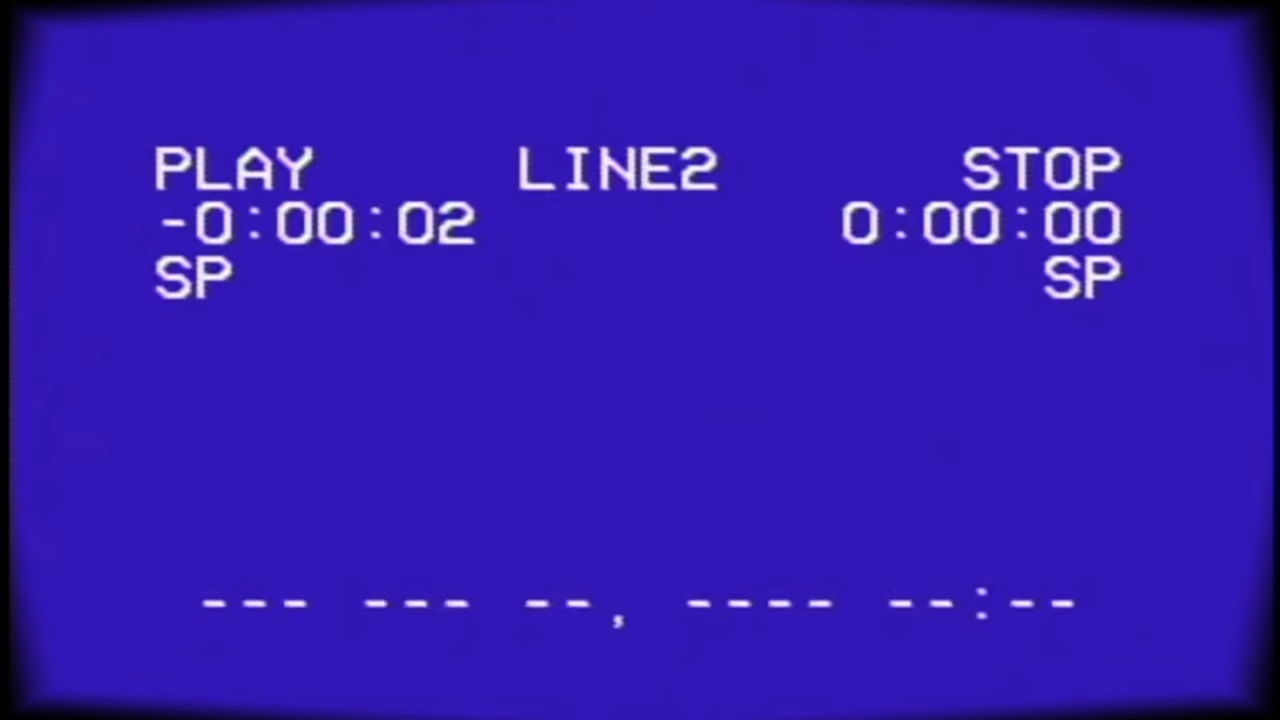 PLAY LINE2 STOP
-0:00:02 0:00:00
SP SP
--- --- --, ---- --:--